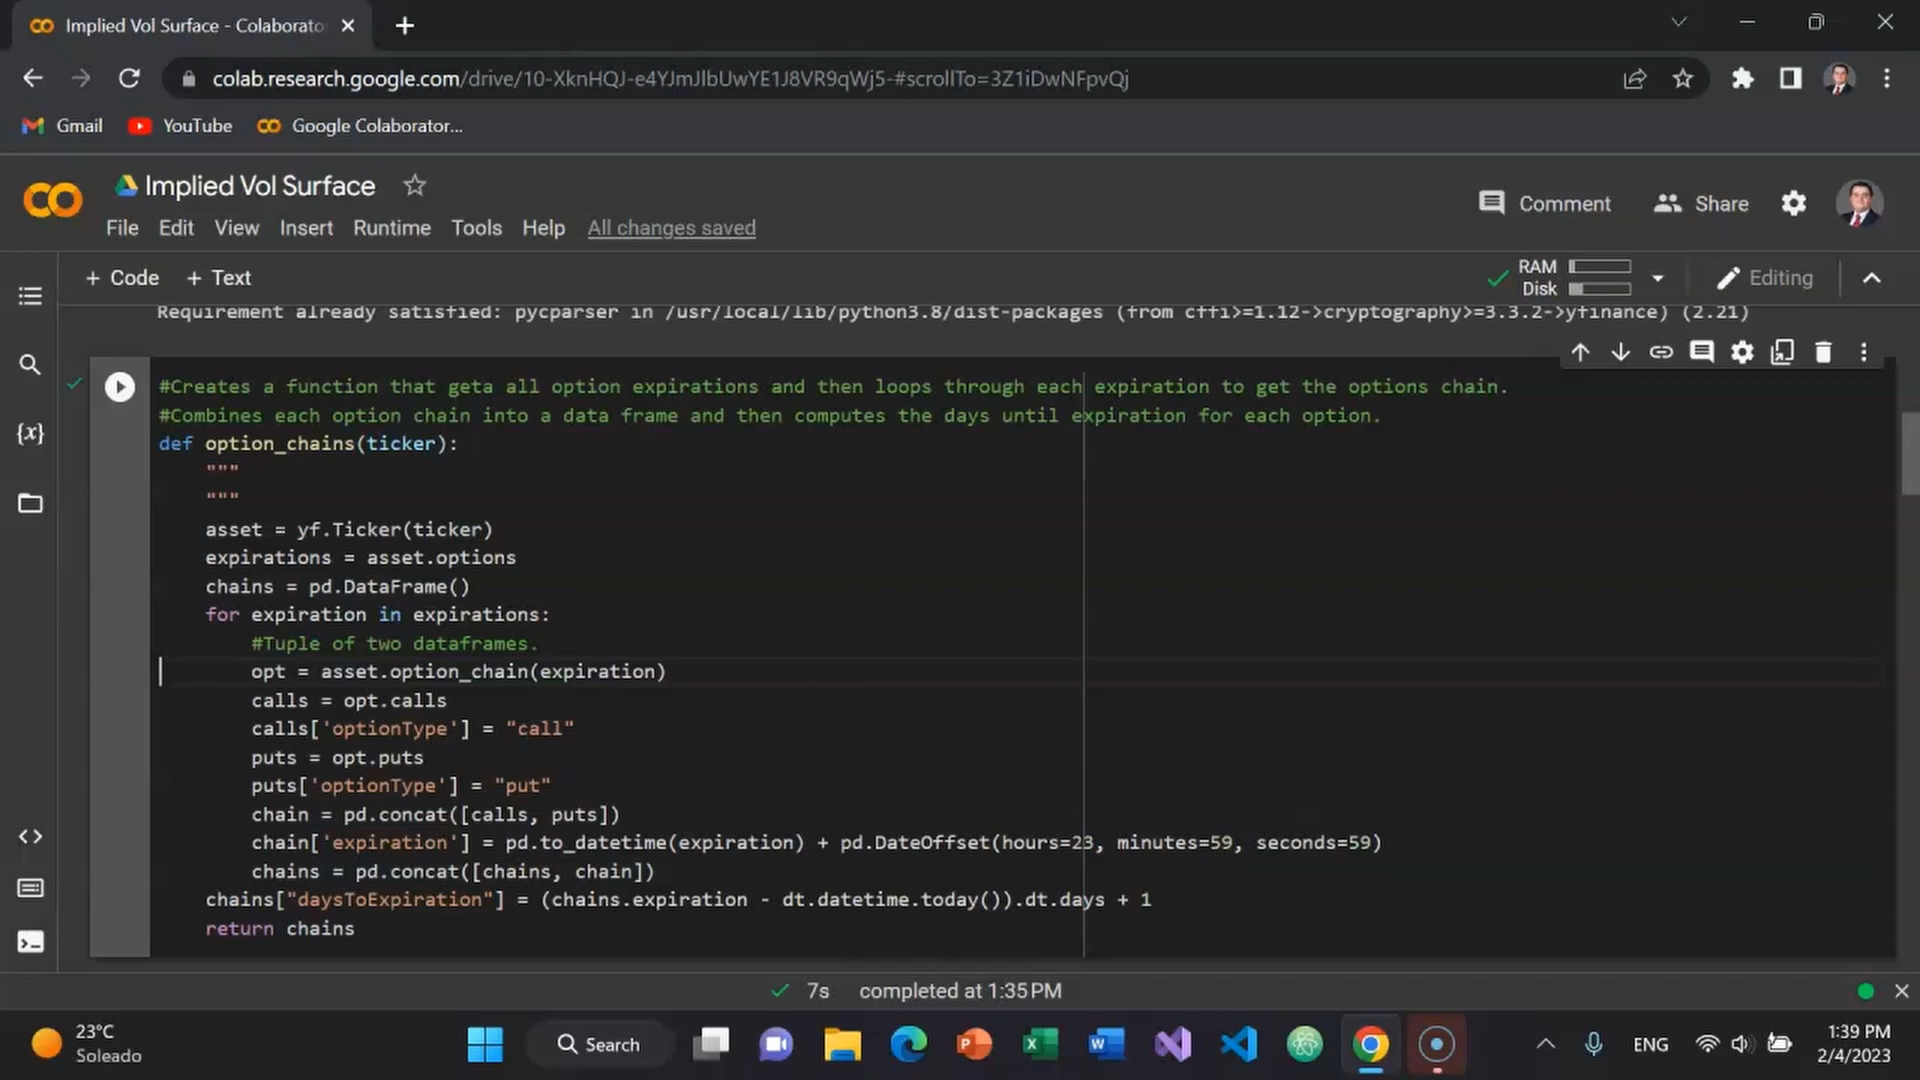 Implied Vol Surface - Colaborato
colab.research.google.com/drive/10-XknHQJ-e4YJmJlbUwYE1J8VR9qWj5-#scrollTo=3Z1iDwNFpvQj
Gmail YouTube Google Colaborator...
Implied Vol Surface
Comment Share
File Edit View Insert Runtime Tools Help All changes saved
+ Code + Text
RAM
Disk
Editing
Requirement already satisfied: pycparser in /usr/local/lib/python3.8/dist-packages (from cffi>=1.12->cryptography>=3.3.2->yfinance) (2.21)
#Creates a function that geta all option expirations and then loops through each expiration to get the options chain.
#Combines each option chain into a data frame and then computes the days until expiration for each option.
def option_chains(ticker):
"""
"""
asset = yf.Ticker(ticker)
expirations = asset.options
chains = pd.DataFrame()
for expiration in expirations:
#Tuple of two dataframes.
opt = asset.option_chain(expiration)
calls = opt.calls
calls['optionType'] = "call"
puts = opt.puts
puts['optionType'] = "put"
chain = pd.concat([calls, puts])
chain['expiration'] = pd.to_datetime(expiration) + pd.DateOffset(hours=23, minutes=59, seconds=59)
chains = pd.concat([chains, chain])
chains["daysToExpiration"] = (chains.expiration - dt.datetime.today()).dt.days + 1
return chains
7s completed at 1:35 PM
23°C
Soleado
Search
ENG
1:39 PM
2/4/2023